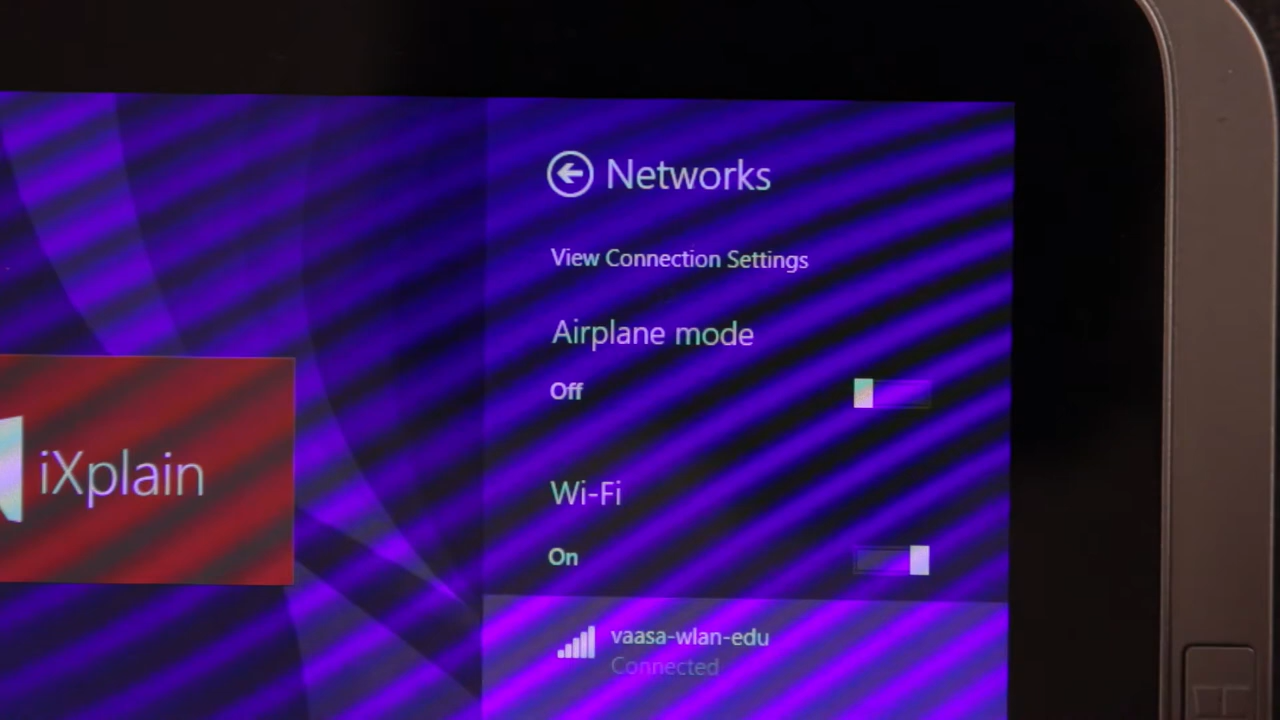 Networks
View Connection Settings
Airplane mode
Off
iXplain
Wi-Fi
On
vaasa-wlan-edu
Connected